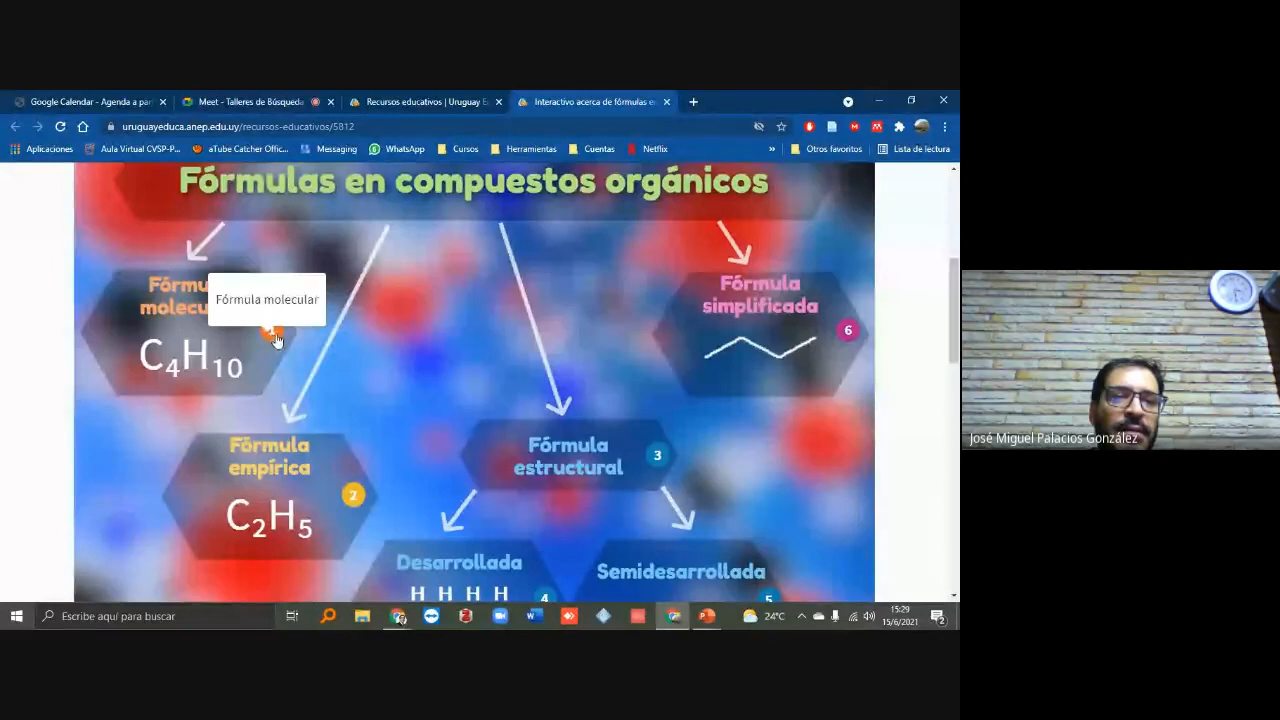 Google Calendar - Agenda a par
Meet - Talleres de Búsqueda
Recursos educativos | Uruguay E
Interactivo acerca de fórmulas e
uruguayeduca.anep.edu.uy/recursos-educativos/5812
Aplicaciones
Aula Virtual CVSP-P...
aTube Catcher Offic...
Messaging
WhatsApp
Cursos
Herramientas
Cuentas
Netflix
»
Otros favoritos
Lista de lectura
Fórmulas en compuestos orgánicos
Fórmu
molecu
Fórmula molecular
C₄H₁₀
Fórmula
simplificada
6
Fórmula
empírica
2
C₂H₅
Fórmula
estructural
3
Desarrollada
H H H H
4
Semidesarrollada
5
José Miguel Palacios González
Escribe aquí para buscar
24°C
15:29
15/6/2021
2